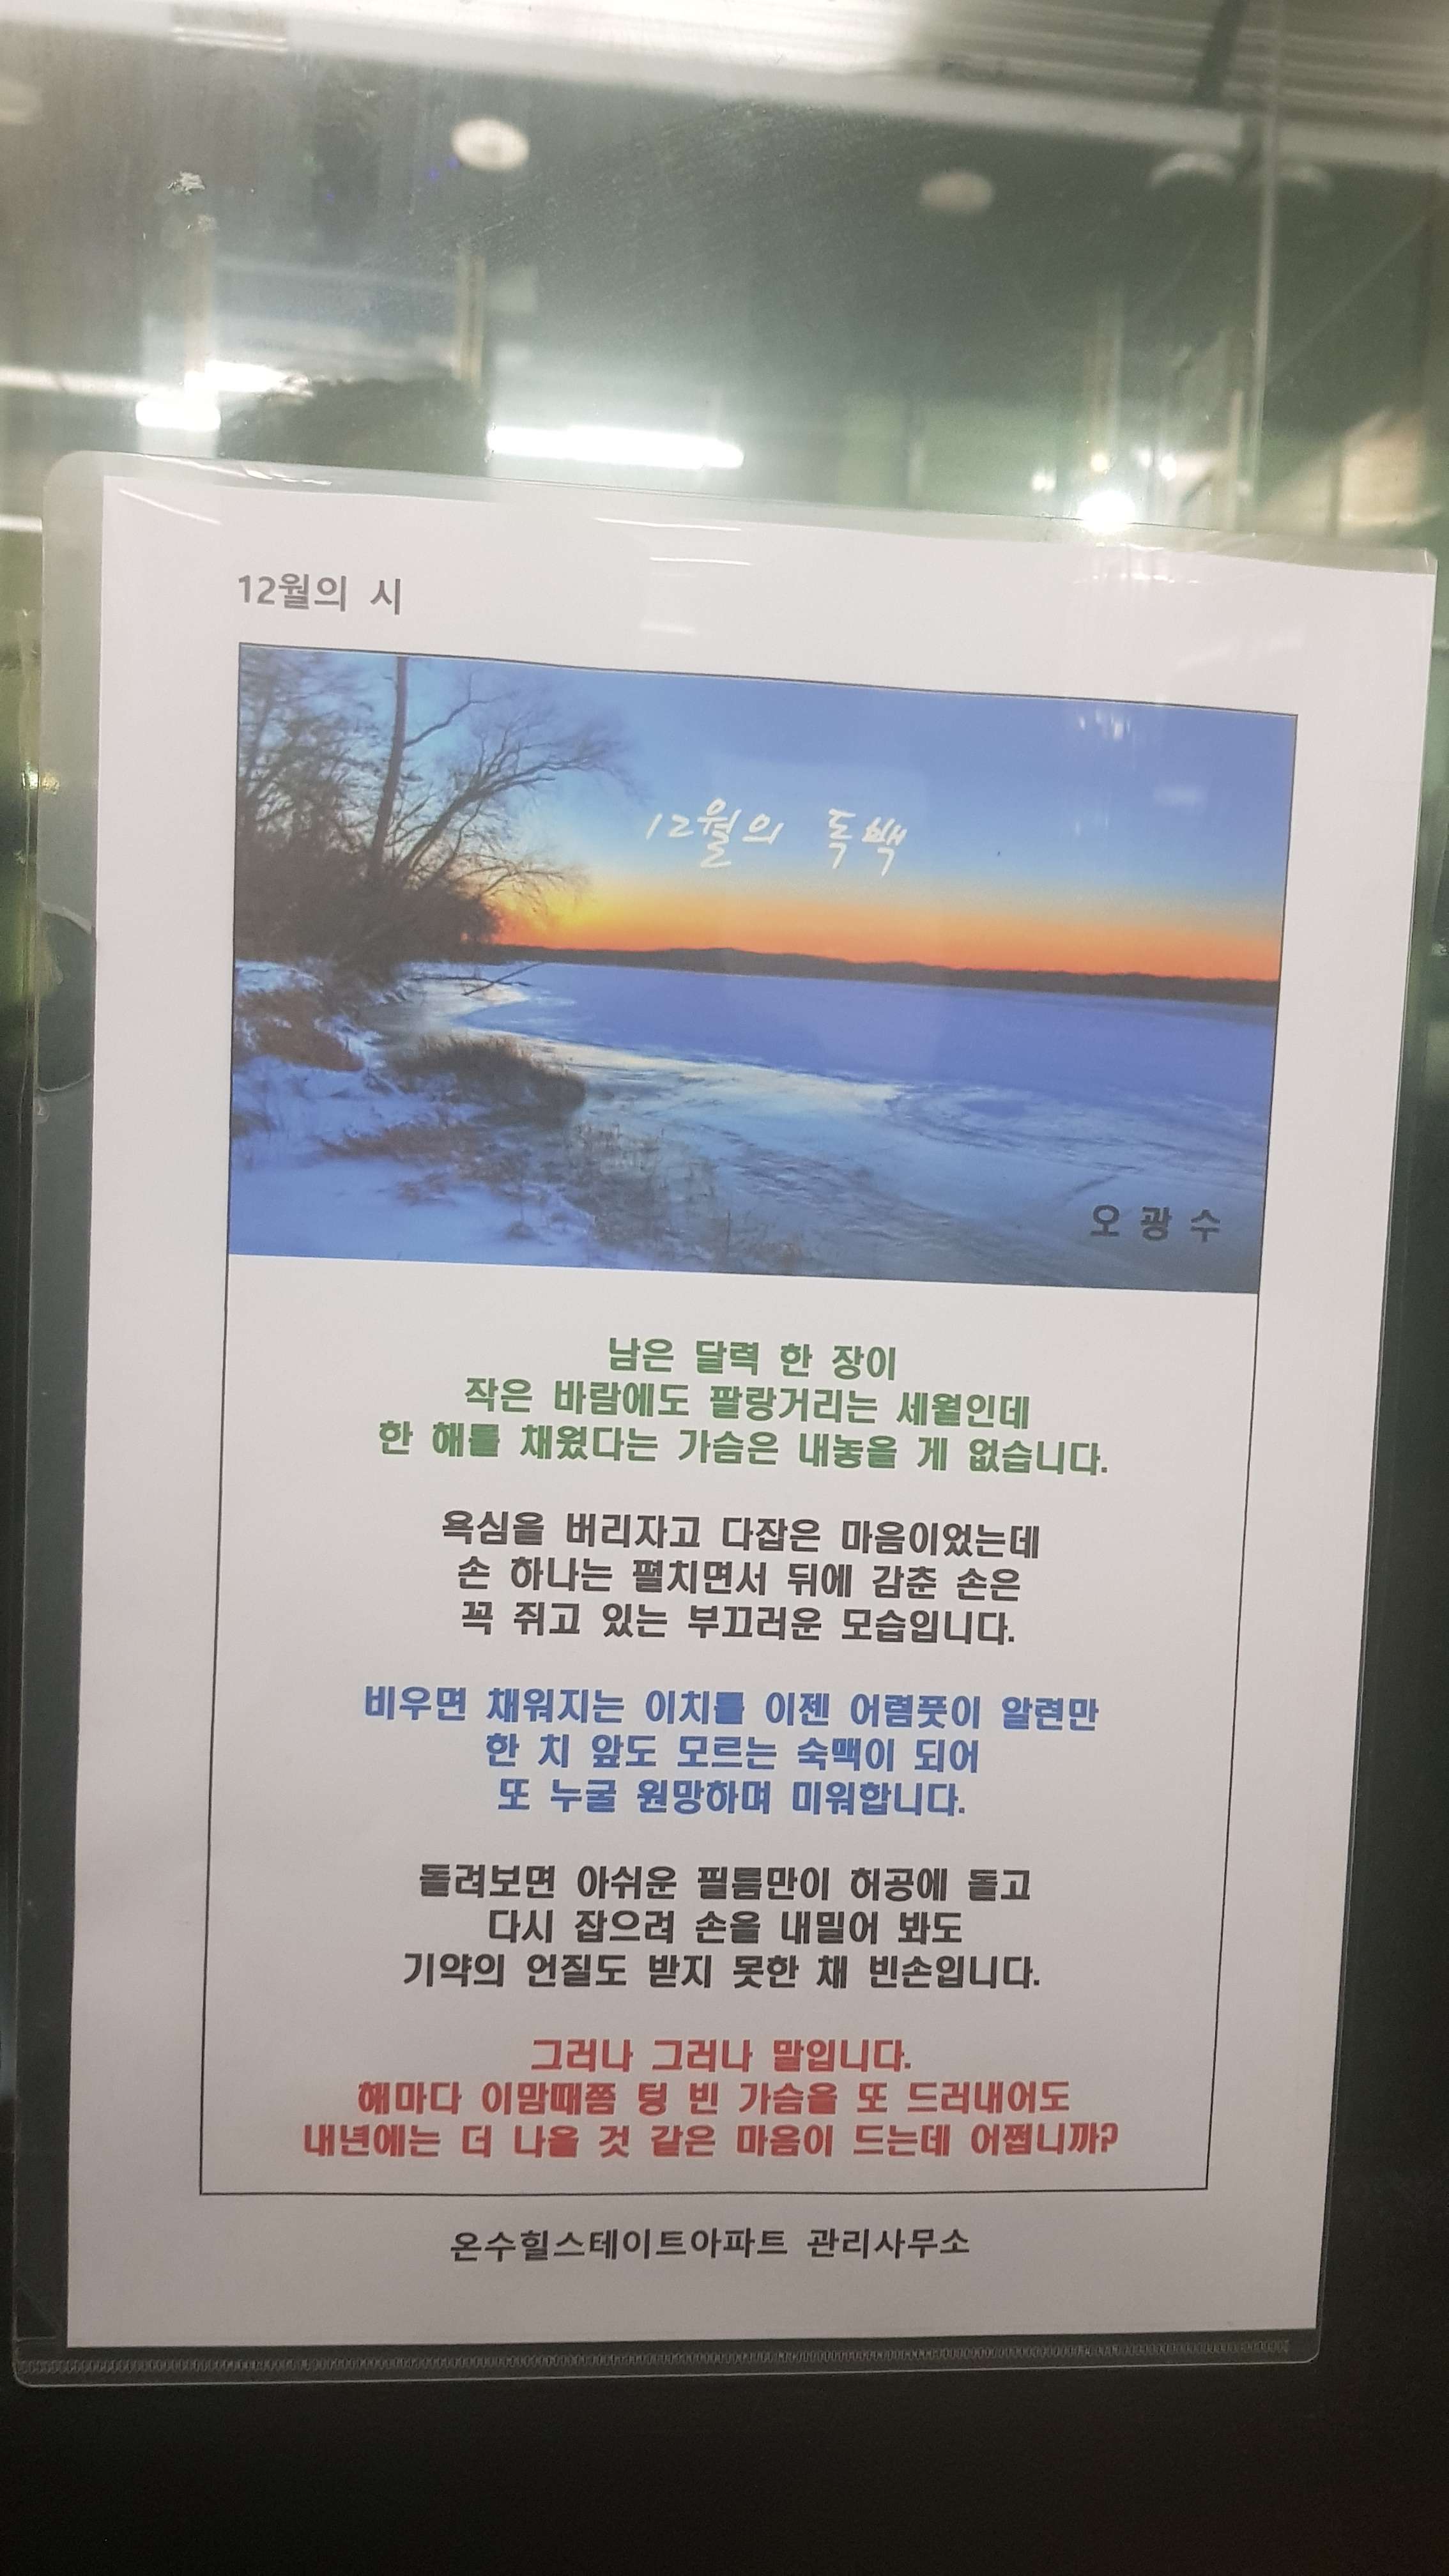 12월의 시
12월의 독백
오 광 수
남은 달력 한 장이
작은 바람에도 팔랑거리는 세월인데
한 해를 채웠다는 가슴은 내놓을 게 없습니다.
욕심을 버리자고 다잡은 마음이었는데
손 하나는 펼치면서 뒤에 감춘 손은
꼭 쥐고 있는 부끄러운 모습입니다.
비우면 채워지는 이치를 이젠 어렴풋이 알련만
한 치 앞도 모르는 숙맥이 되어
또 누굴 원망하며 미워합니다.
돌려보면 아쉬운 필름만이 허공에 돌고
다시 잡으려 손을 내밀어 봐도
기약의 언질도 받지 못한 채 빈손입니다.
그러나 그러나 말입니다.
해마다 이맘때쯤 텅 빈 가슴을 또 드러내어도
내년에는 더 나을 것 같은 마음이 드는데 어쩝니까?
온수힐스테이트아파트 관리사무소